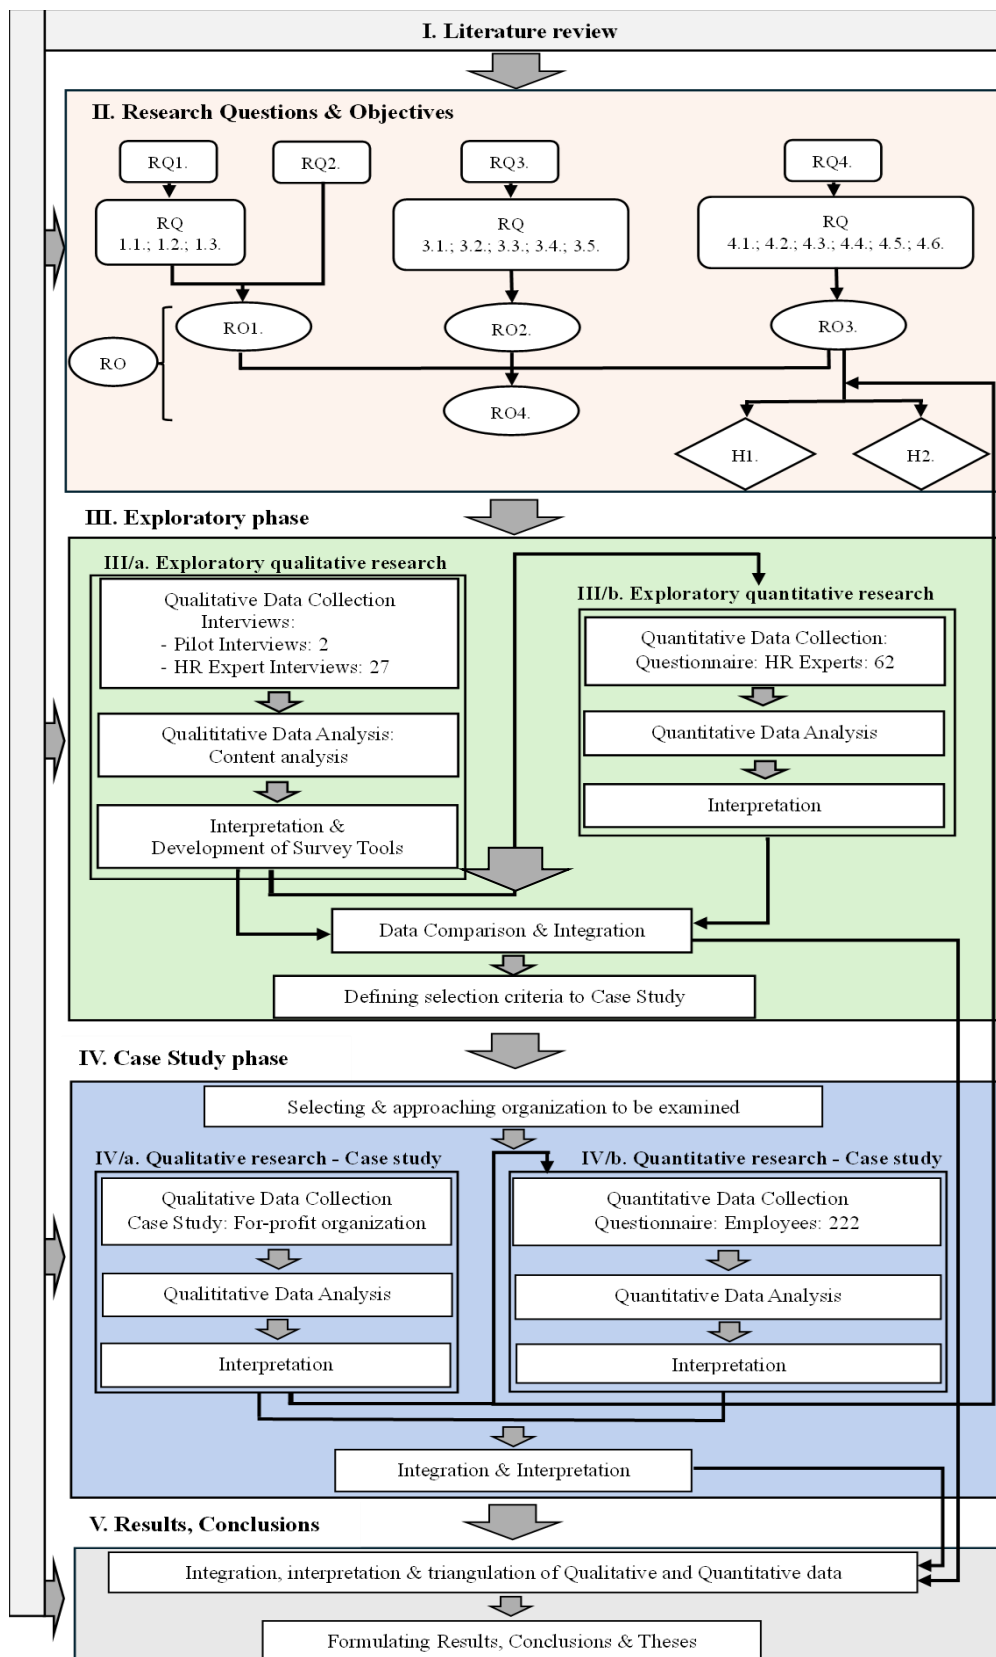 I. Literature review
II. Research Questions & Objectives
RQ1.
RQ2.
RQ3.
RQ4.
RQ
1.1.; 1.2.; 1.3.
RQ
3.1.; 3.2.; 3.3.; 3.4.; 3.5.
RQ
4.1.; 4.2.; 4.3.; 4.4.; 4.5.; 4.6.
RO1.
RO2.
RO3.
RO
RO4.
H1.
H2.
III. Exploratory phase
III/a. Exploratory qualitative research
Qualitative Data Collection
Interviews:
- Pilot Interviews: 2
- HR Expert Interviews: 27
Qualititative Data Analysis:
Content analysis
Interpretation &
Development of Survey Tools
III/b. Exploratory quantitative research
Quantitative Data Collection:
Questionnaire: HR Experts: 62
Quantitative Data Analysis
Interpretation
Data Comparison & Integration
Defining selection criteria to Case Study
IV. Case Study phase
Selecting & approaching organization to be examined
IV/a. Qualitative research - Case study
Qualitative Data Collection
Case Study: For-profit organization
Qualititative Data Analysis
Interpretation
IV/b. Quantitative research - Case study
Quantitative Data Collection
Questionnaire: Employees: 222
Quantitative Data Analysis
Interpretation
Integration & Interpretation
V. Results, Conclusions
Integration, interpretation & triangulation of Qualitative and Quantitative data
Formulating Results, Conclusions & Theses